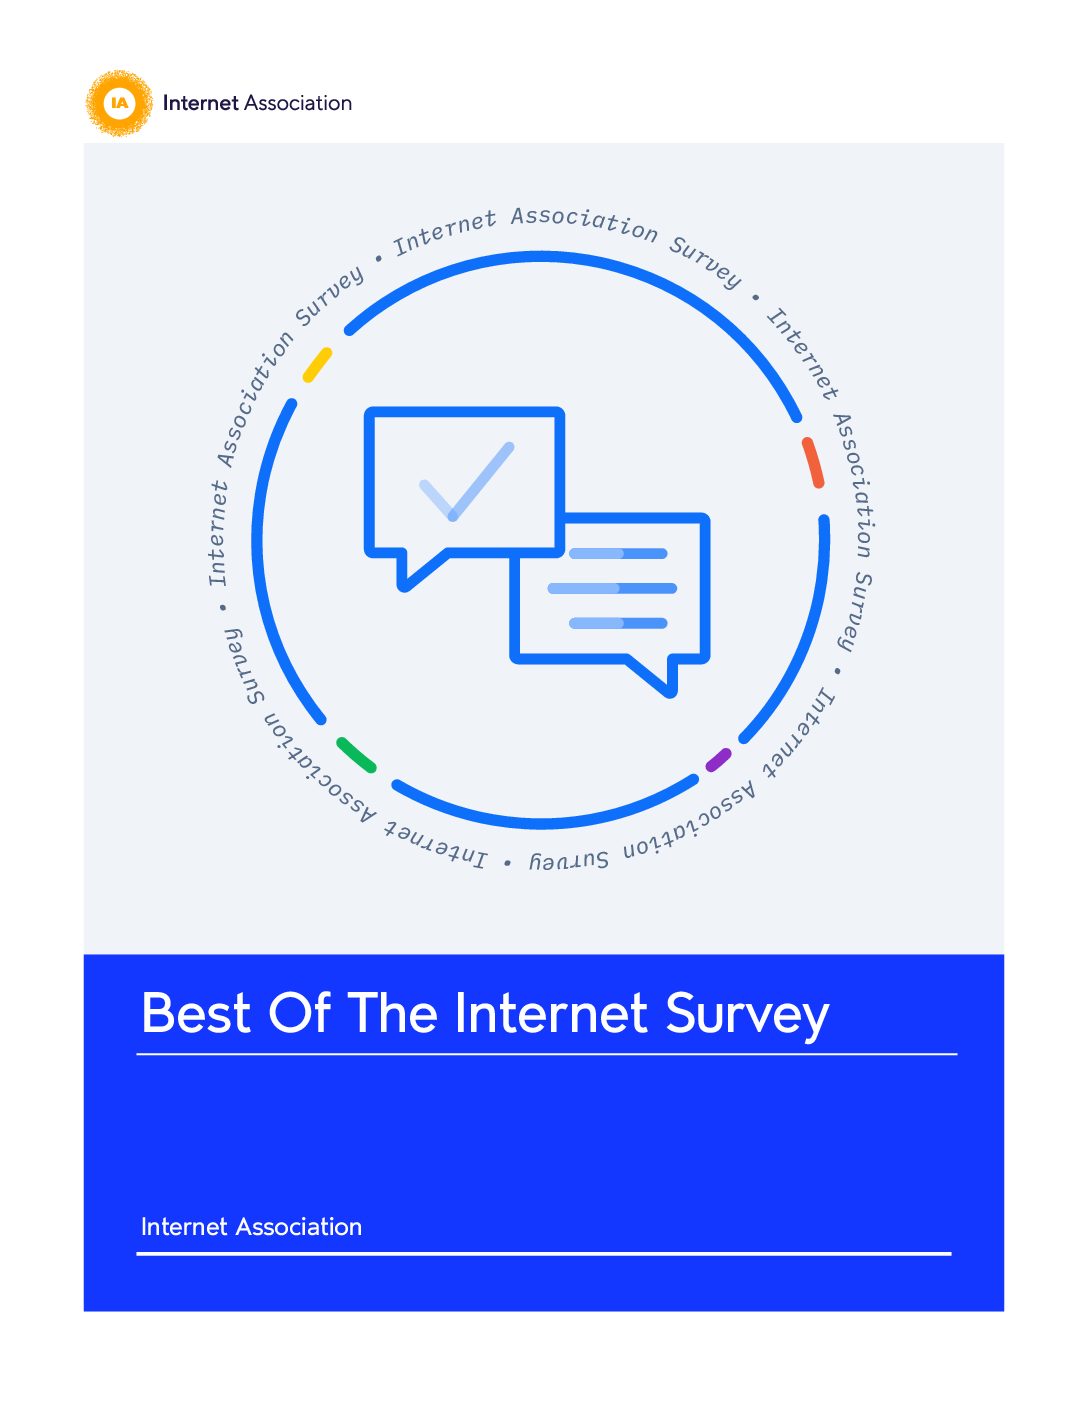 IA
Internet Association
Internet Association Survey • Internet Association Survey • Internet Association Survey • Internet Association Survey • Internet Association Survey •
Best Of The Internet Survey
Internet Association